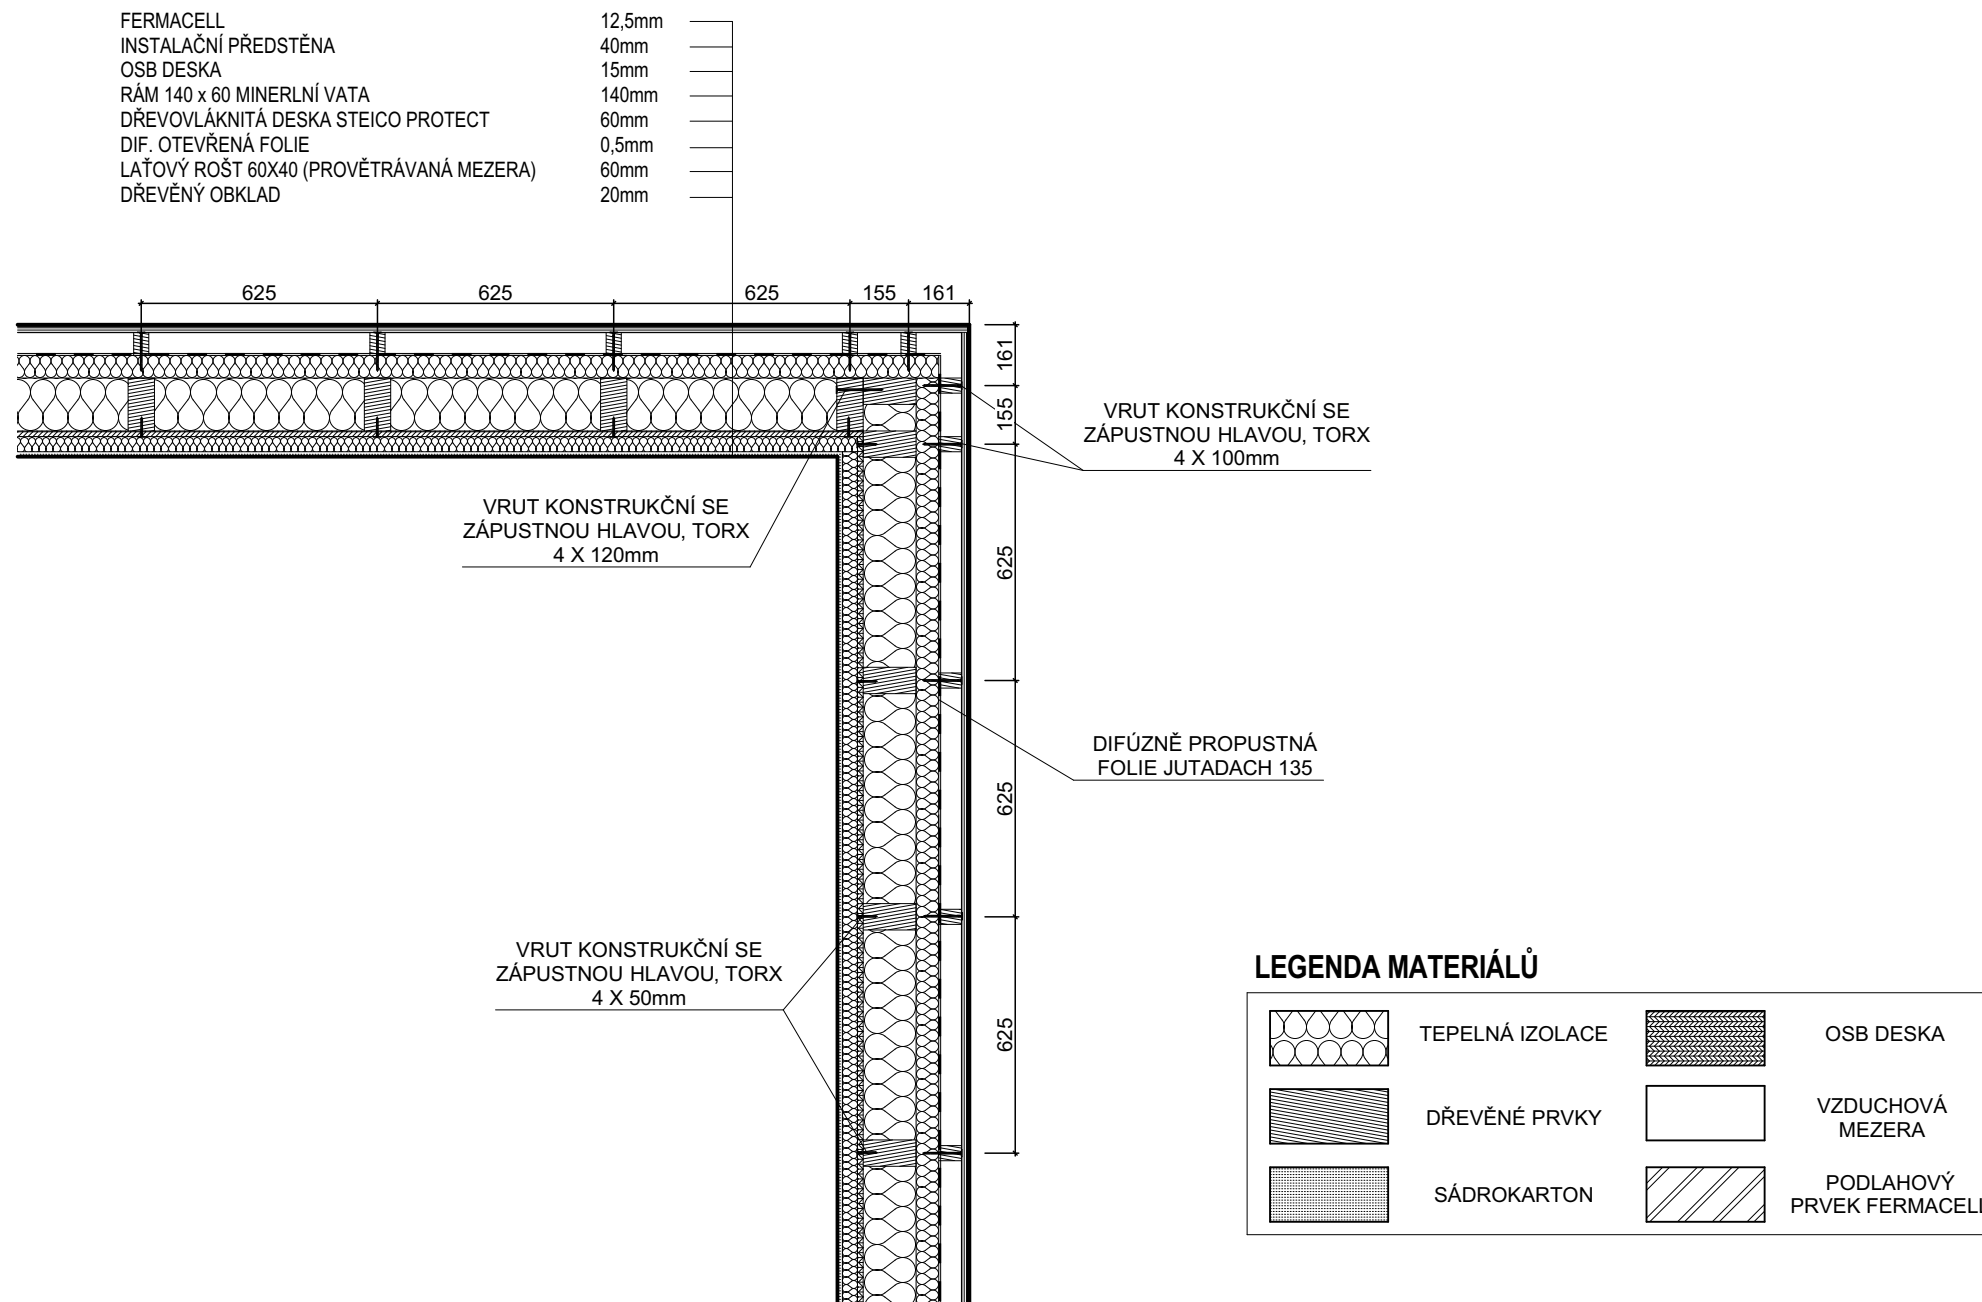 FERMACELL 12,5mm
INSTALAČNÍ PŘEDSTĚNA 40mm
OSB DESKA 15mm
RÁM 140 x 60 MINERLNÍ VATA 140mm
DŘEVOVLÁKNITÁ DESKA STEICO PROTECT 60mm
DIF. OTEVŘENÁ FOLIE 0,5mm
LAŤOVÝ ROŠT 60X40 (PROVĚTRÁVANÁ MEZERA) 60mm
DŘEVĚNÝ OBKLAD 20mm
625 625 625 155 161
161
155
625
625
625
VRUT KONSTRUKČNÍ SE
ZÁPUSTNOU HLAVOU, TORX
4 X 100mm
VRUT KONSTRUKČNÍ SE
ZÁPUSTNOU HLAVOU, TORX
4 X 120mm
DIFÚZNĚ PROPUSTNÁ
FOLIE JUTADACH 135
VRUT KONSTRUKČNÍ SE
ZÁPUSTNOU HLAVOU, TORX
4 X 50mm
LEGENDA MATERIÁLŮ
TEPELNÁ IZOLACE
OSB DESKA
DŘEVĚNÉ PRVKY
VZDUCHOVÁ
MEZERA
SÁDROKARTON
PODLAHOVÝ
PRVEK FERMACELL